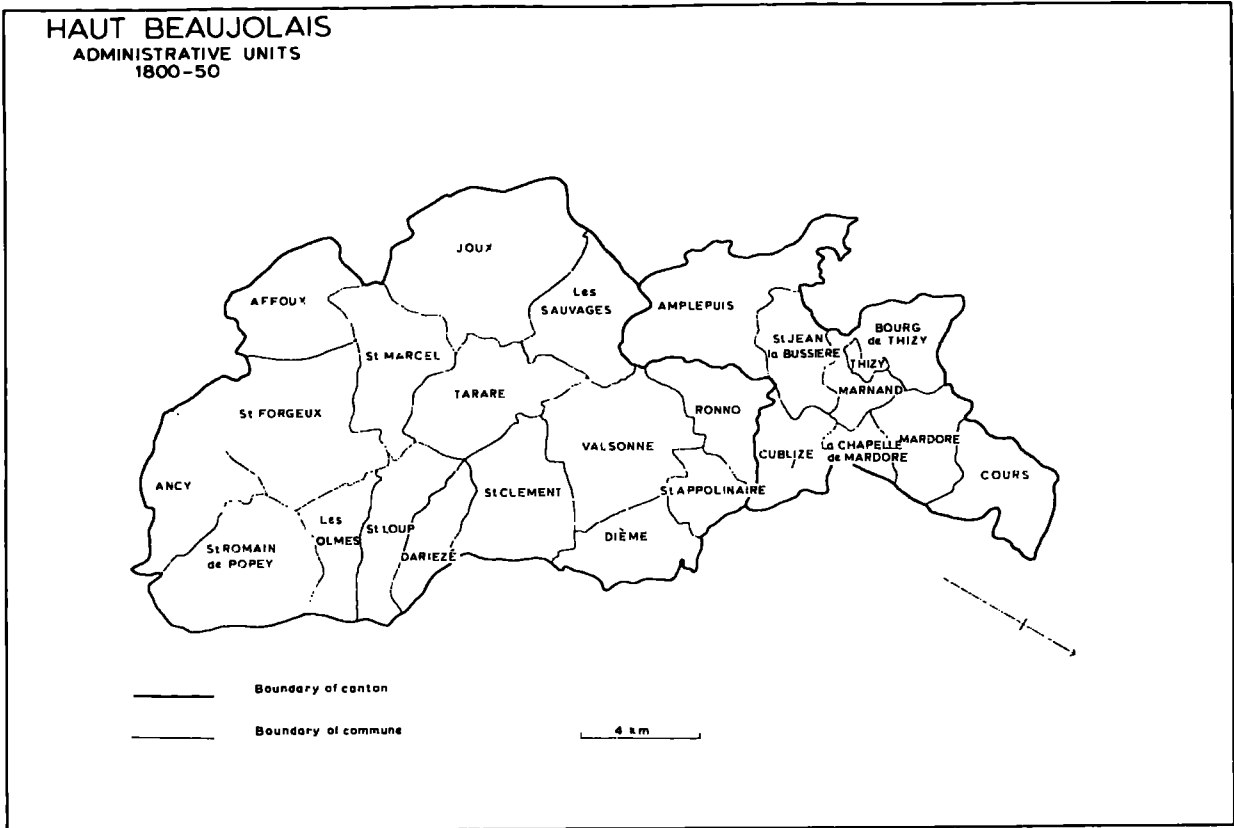 HAUT BEAUJOLAIS
ADMINISTRATIVE UNITS
1800-50
JOUX
AFFOUX
Les
SAUVAGES
AMPLEPUIS
BOURG
de THIZY
St JEAN
la BUSSIERE
St MARCEL
THIZY
TARARE
MARNAND
St FORGEUX
RONNO
VALSONNE
CUBLIZE
La CHAPELLE
de MARDORE
MARDORE
COURS
ANCY
St CLEMENT
St APPOLINAIRE
Les
OLMES
St LOUP
DIÈME
St ROMAIN
de POPEY
DARIEZÉ
Boundary of canton
Boundary of commune
4 km